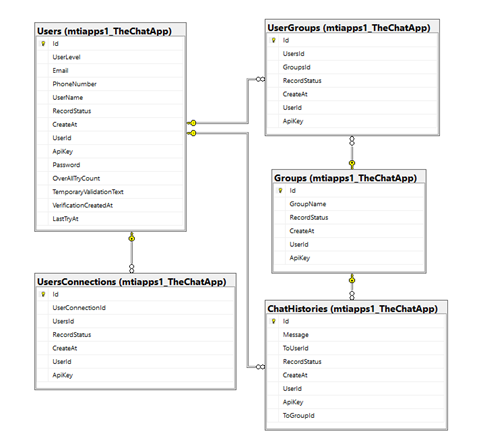 Users (mtiapps1_TheChatApp)
Id
UserLevel
Email
PhoneNumber
UserName
RecordStatus
CreateAt
UserId
ApiKey
Password
OverAllTryCount
TemporaryValidationText
VerificationCreatedAt
LastTryAt
UsersConnections (mtiapps1_TheChatApp)
Id
UserConnectionId
UsersId
RecordStatus
CreateAt
UserId
ApiKey
UserGroups (mtiapps1_TheChatApp)
Id
UsersId
GroupsId
RecordStatus
CreateAt
UserId
ApiKey
Groups (mtiapps1_TheChatApp)
Id
GroupName
RecordStatus
CreateAt
UserId
ApiKey
ChatHistories (mtiapps1_TheChatApp)
Id
Message
ToUserId
RecordStatus
CreateAt
UserId
ApiKey
ToGroupId